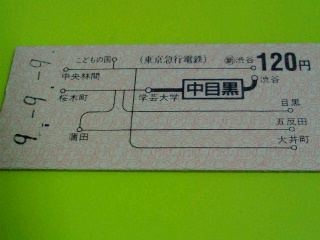 こどもの国
(東京急行電鉄)
新渋谷
120円
中央林間
渋谷
桜木町
学芸大学
中目黒
目黒
蒲田
五反田
大井町
9.-9.-9